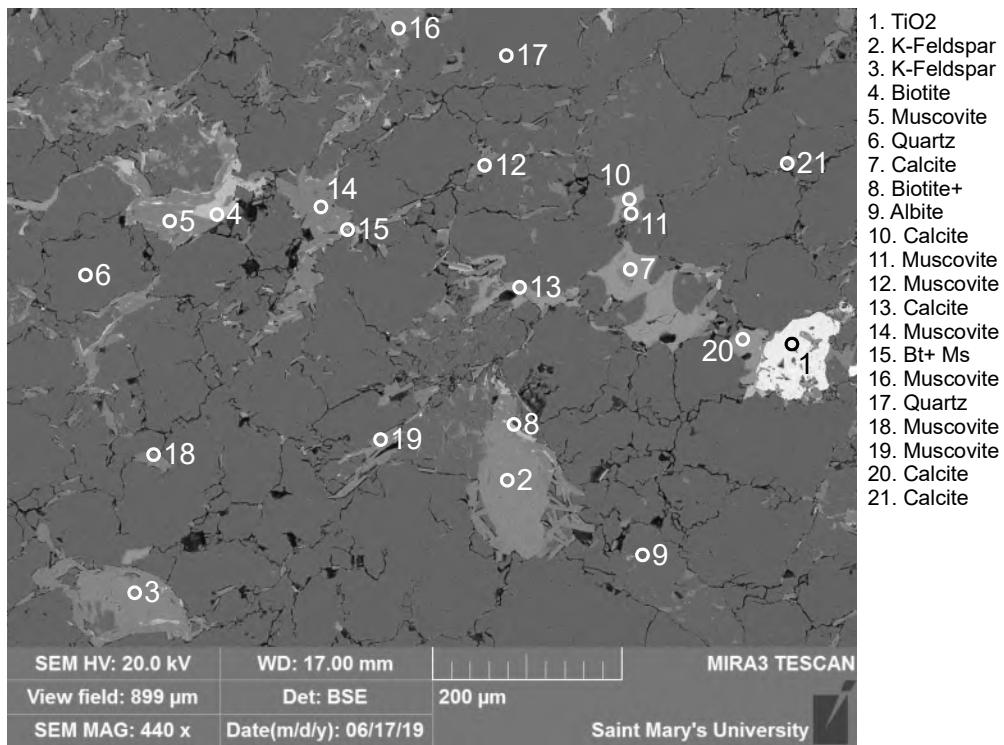 16
17
12
21
10
14
5
4
15
11
6
7
13
20
1
8
19
18
2
9
3
1. TiO2
2. K-Feldspar
3. K-Feldspar
4. Biotite
5. Muscovite
6. Quartz
7. Calcite
8. Biotite+
9. Albite
10. Calcite
11. Muscovite
12. Muscovite
13. Calcite
14. Muscovite
15. Bt+ Ms
16. Muscovite
17. Quartz
18. Muscovite
19. Muscovite
20. Calcite
21. Calcite
SEM HV: 20.0 kV WD: 17.00 mm MIRA3 TESCAN
View field: 899 µm Det: BSE 200 µm
SEM MAG: 440 x Date(m/d/y): 06/17/19 Saint Mary's University